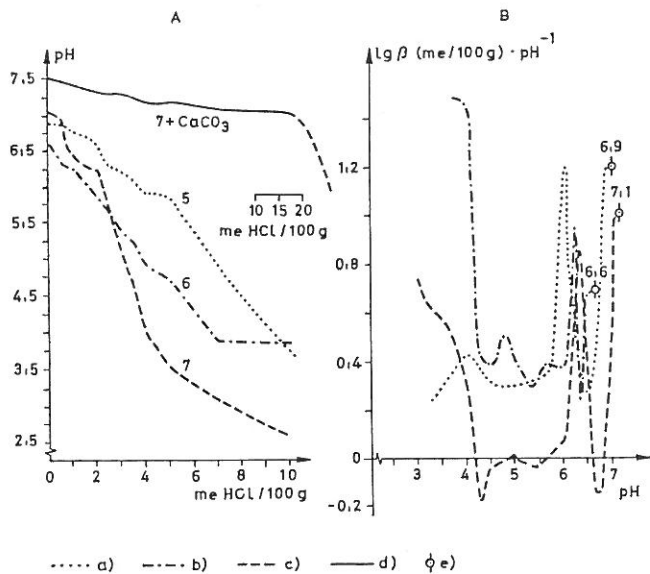 A
B
pH
lg β (me/100 g) · pH⁻¹
7,5
6,5
5,5
4,5
3,5
2,5
7+CaCO₃
5
6
7
10 15 20
me HCl/100 g
0 2 4 6 8 10
me HCl/100 g
1,2
0,8
0,4
0
-0,2
6,9
7,1
6,6
3 4 5 6 7
pH
a) b) c) d) e)